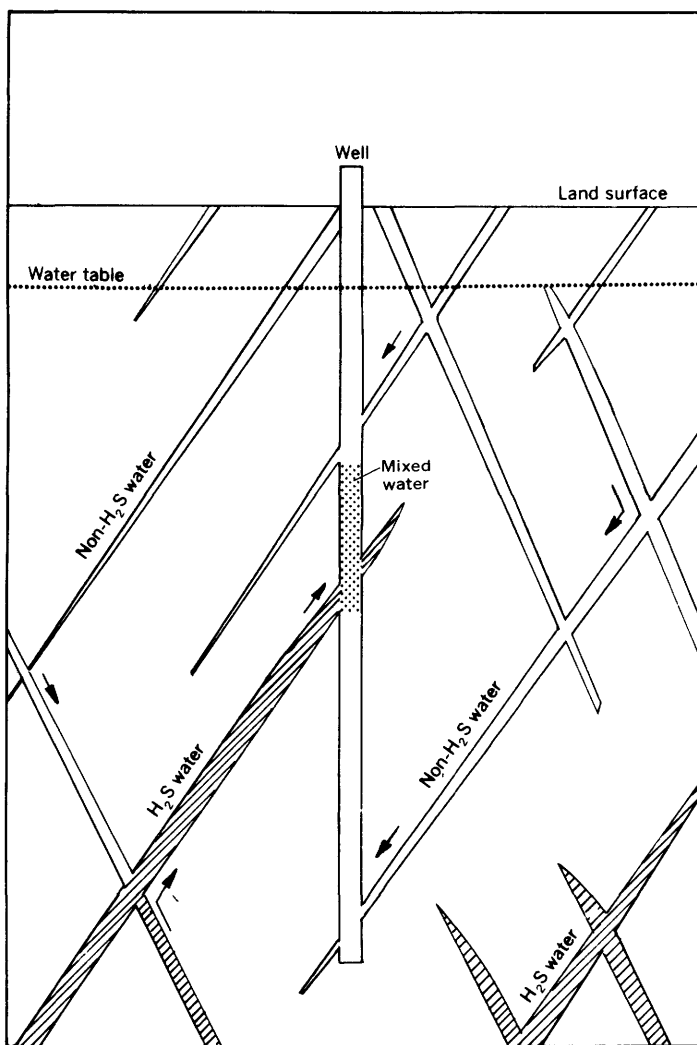 Well
Land surface
Water table
Mixed
water
Non-H₂S water
H₂S water
Non-H₂S water
H₂S water